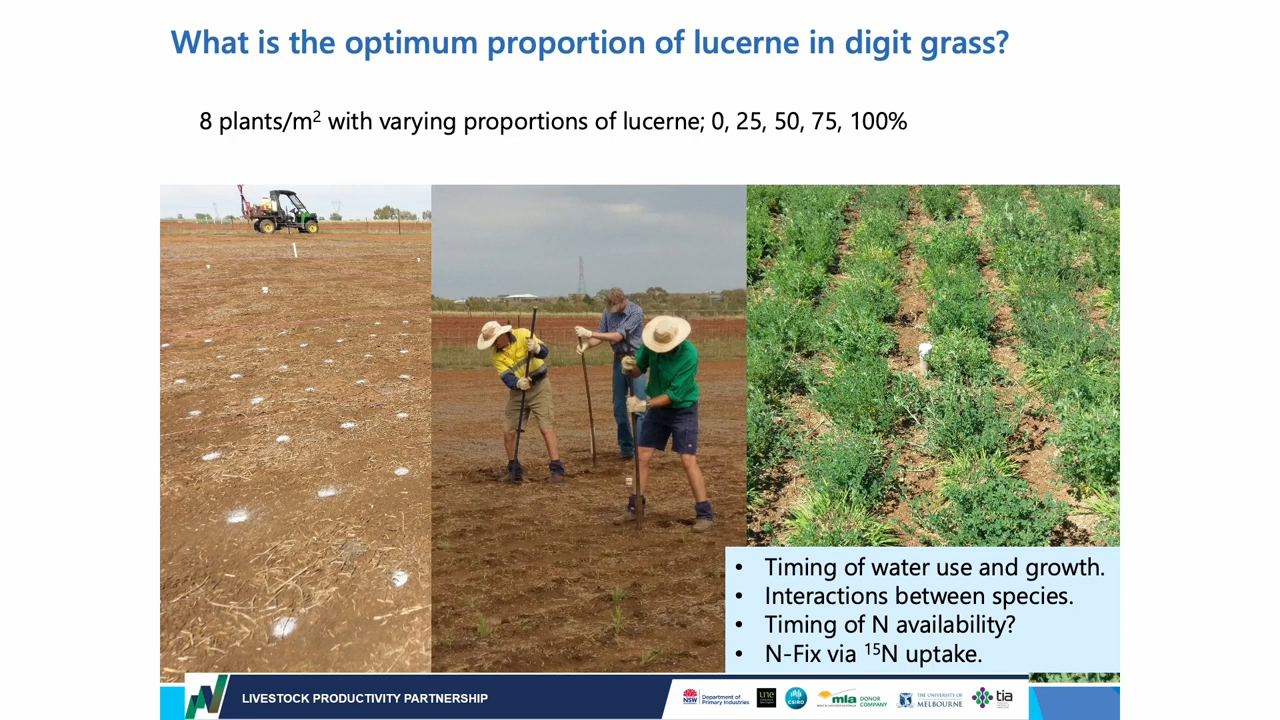 What is the optimum proportion of lucerne in digit grass?
8 plants/m² with varying proportions of lucerne; 0, 25, 50, 75, 100%
• Timing of water use and growth.
• Interactions between species.
• Timing of N availability?
• N-Fix via ¹⁵N uptake.
LIVESTOCK PRODUCTIVITY PARTNERSHIP
NSW
Department of
Primary Industries
une
CSIRO
mla
DONOR
COMPANY
THE UNIVERSITY OF
MELBOURNE
tia